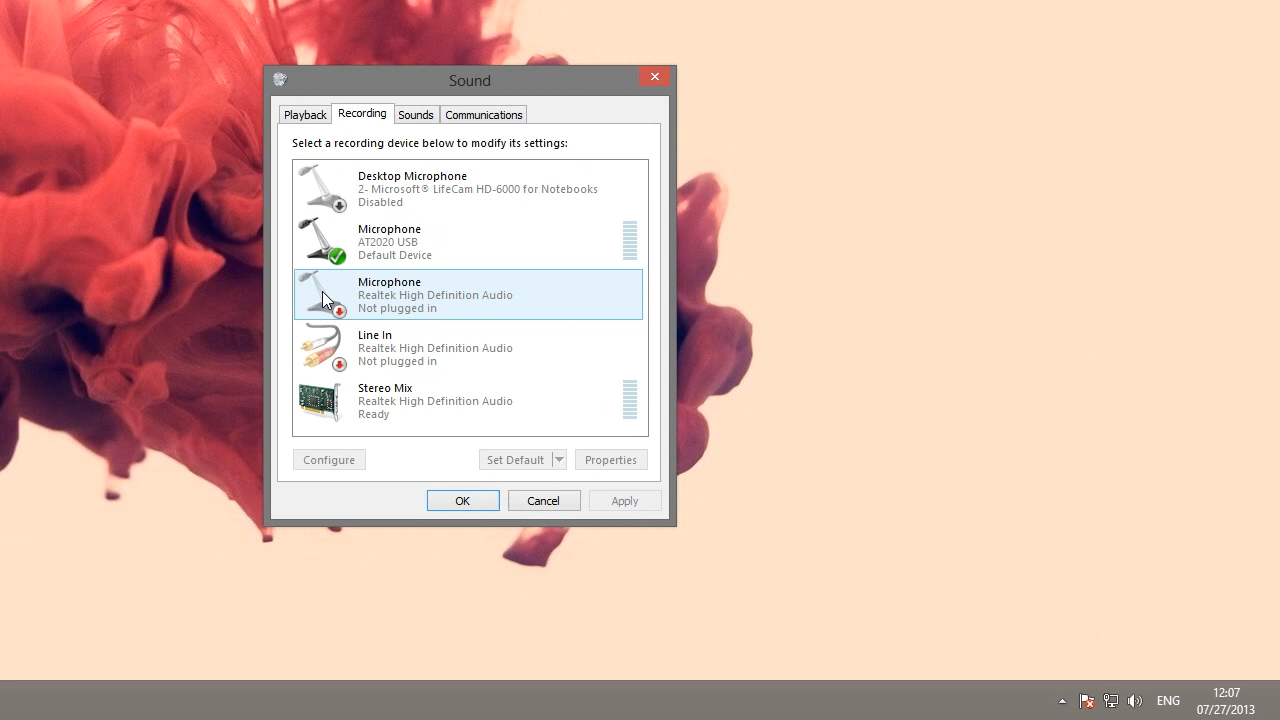 Sound
Playback
Recording
Sounds
Communications
Select a recording device below to modify its settings:
Desktop Microphone
2- Microsoft® LifeCam HD-6000 for Notebooks
Disabled
Microphone
AT2020 USB
Default Device
Microphone
Realtek High Definition Audio
Not plugged in
Line In
Realtek High Definition Audio
Not plugged in
Stereo Mix
Realtek High Definition Audio
Ready
Configure
Set Default
Properties
OK
Cancel
Apply
ENG
12:07
07/27/2013